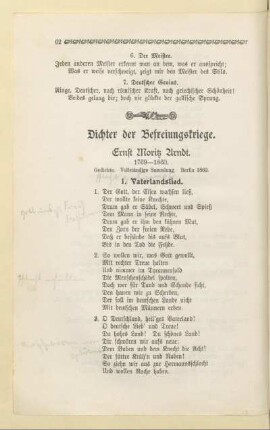 62
6. Der Meister.
Jeden anderen Meister erkennt man an dem, was er ausspricht;
Was er weise verschweigt, zeigt mir den Meister des Stils.
7. Deutscher Genius.
Ringe, Deutscher, nach römischer Kraft, nach griechischer Schönheit!
Beides gelang dir; doch nie glückte der gallische Sprung.
Dichter der Befreiungskriege.
Ernst Moritz Arndt.
1769—1860.
Gedichte. Vollständige Sammlung. Berlin
1. Vaterlandslied.
1. Der Gott, der Eisen wachsen ließ,
Der wollte keine Knechte,
Drum gab er Säbel, Schwert und Spieß
Dem Mann in seine Rechte,
Drum gab er ihm den kühnen Mut,
Den Zorn der freien Rede,
Daß er bestände bis aufs Blut,
Bis in den Tod die Fehde.
2. So wollen wir, was Gott gewollt,
Mit rechter Treue halten
Und nimmer im Tyrannensold
Die Menschenschädel spalten,
Doch wer für Tand und Schande ficht,
Den hauen wir zu Scherben,
Der soll im deutschen Lande nicht
Mit deutschen Männern erben.
3. O Deutschland, heil'ges Vaterland!
O deutsche Lieb' und Treue!
Du hohes Land! Du schönes Land!
Dir schwören wir aufs neue:
Dem Buben und dem Knecht die Acht!
Der füttre Kräh'n und Raben!
So ziehn wir aus zur Hermannsschlacht
Und wollen Rache haben.